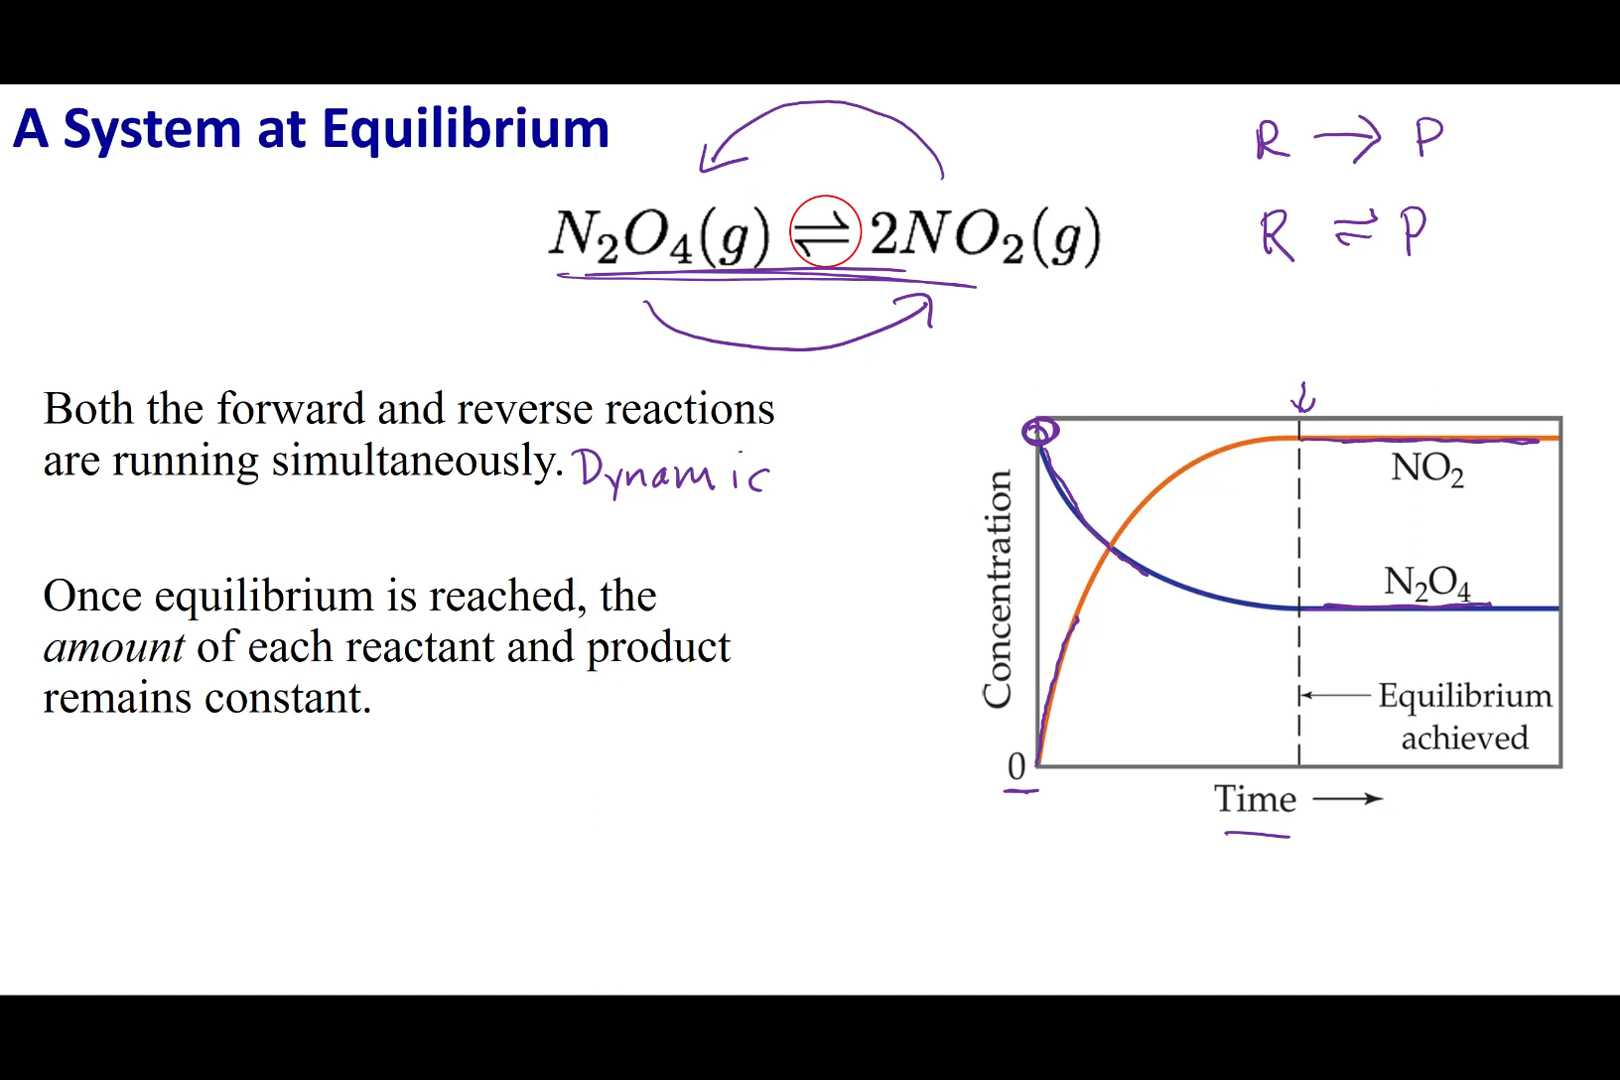 A System at Equilibrium
R → P
N₂O₄(g) ⇌ 2NO₂(g)
R ⇌ P
Both the forward and reverse reactions
are running simultaneously. Dynamic
Once equilibrium is reached, the
amount of each reactant and product
remains constant.
Concentration
NO₂
N₂O₄
Equilibrium
achieved
0
Time →